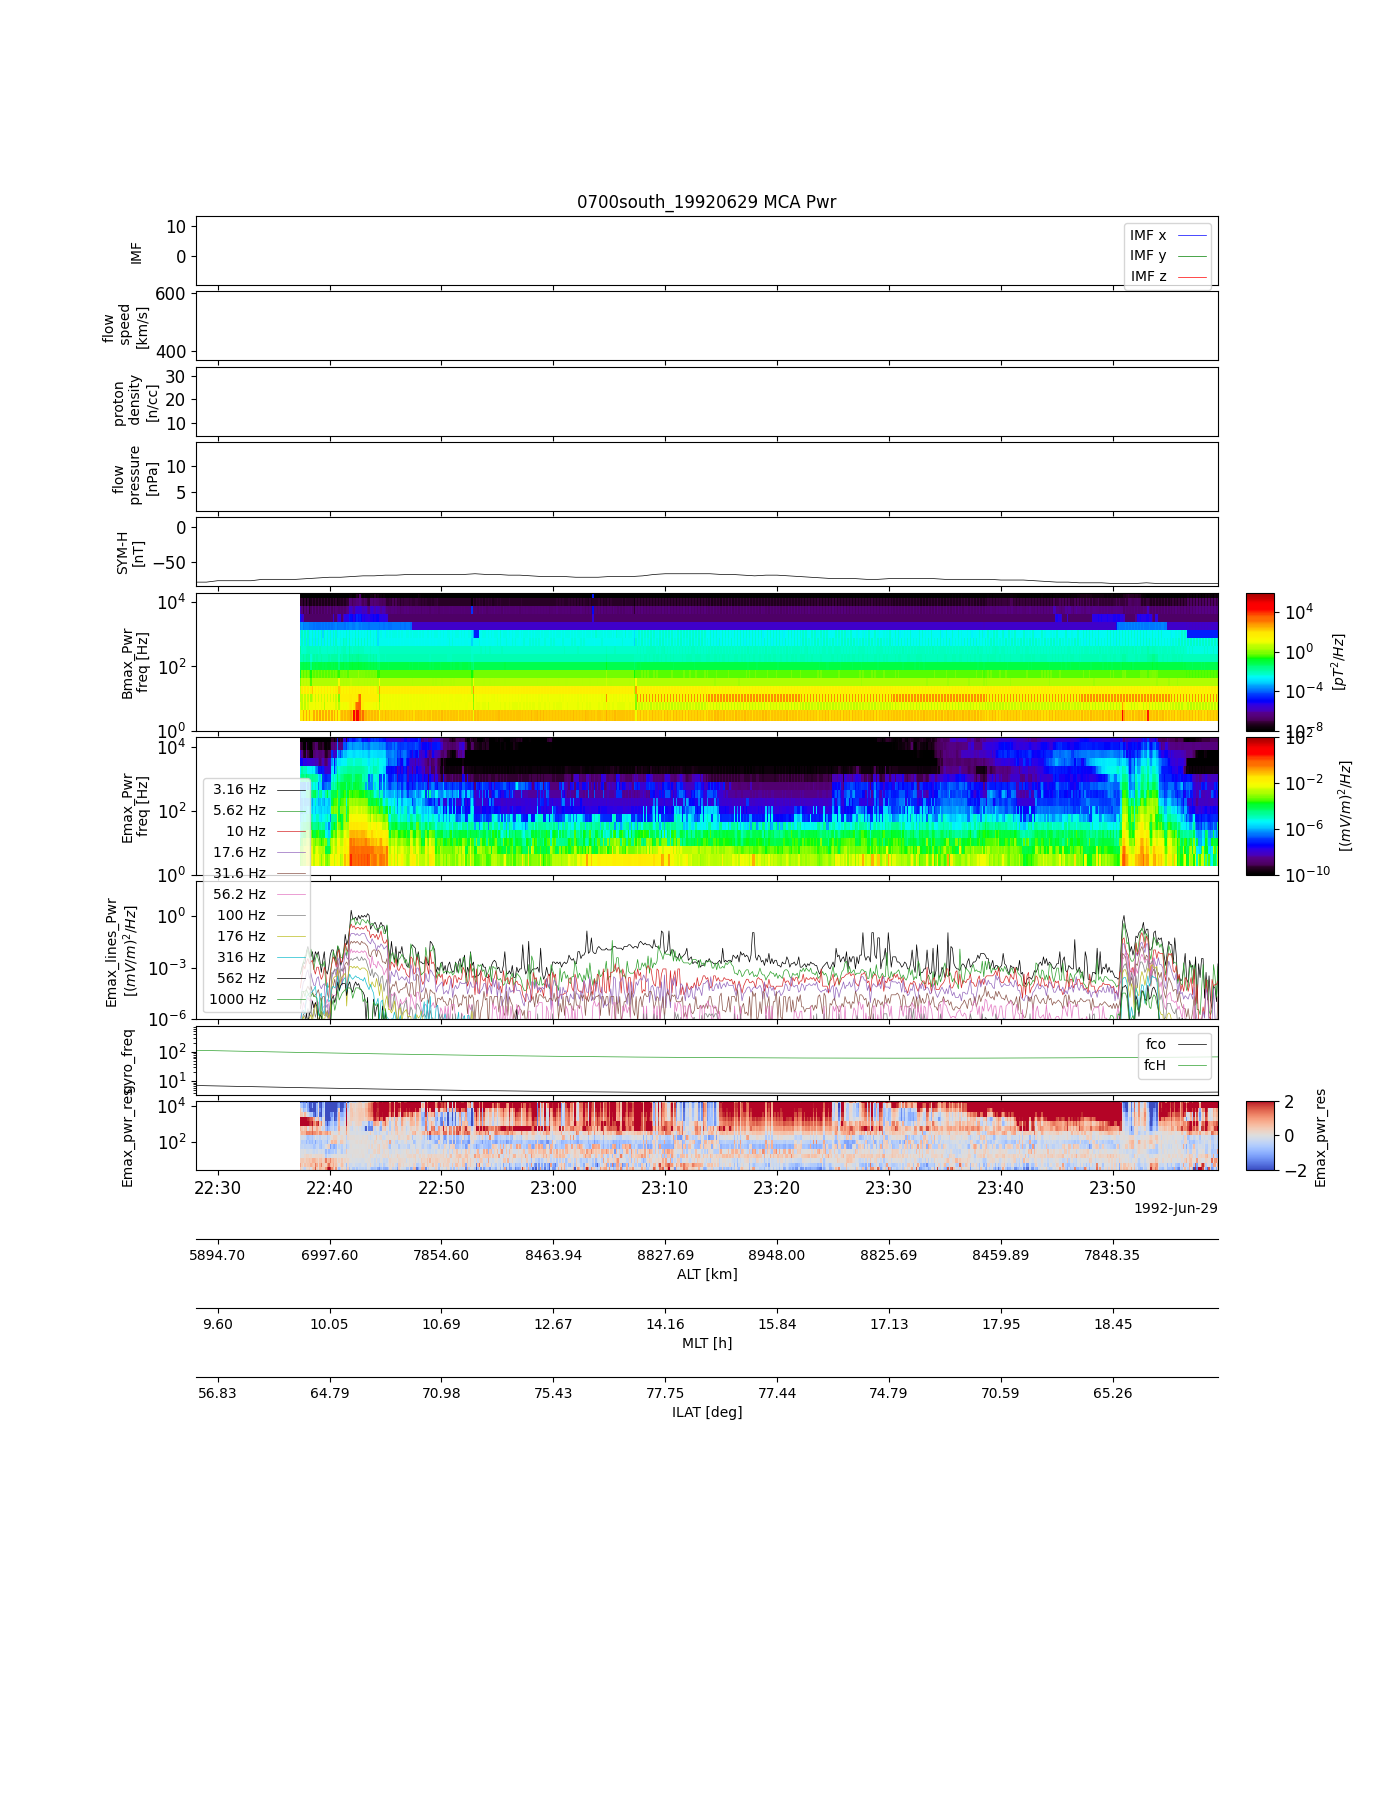 0700south_19920629 MCA Pwr
10
0
IMF
IMF x
IMF y
IMF z
600
400
flow
speed
[km/s]
30
20
10
proton
density
[n/cc]
10
5
flow
pressure
[nPa]
0
−50
SYM-H
[nT]
10^4
10^2
10^0
Bmax_Pwr
freq [Hz]
10^4
10^0
10^-4
10^-8
[pT^2/Hz]
10^4
10^2
10^0
Emax_Pwr
freq [Hz]
10^2
10^-2
10^-6
10^-10
[(mV/m)^2/Hz]
3.16 Hz
5.62 Hz
10 Hz
17.6 Hz
31.6 Hz
56.2 Hz
100 Hz
176 Hz
316 Hz
562 Hz
1000 Hz
10^0
10^-3
10^-6
Emax_lines_Pwr
[(mV/m)^2/Hz]
10^2
10^1
gyro_freq
fco
fcH
10^4
10^2
Emax_pwr_res
2
0
−2
Emax_pwr_res
22:30 22:40 22:50 23:00 23:10 23:20 23:30 23:40 23:50
1992-Jun-29
5894.70 6997.60 7854.60 8463.94 8827.69 8948.00 8825.69 8459.89 7848.35
ALT [km]
9.60 10.05 10.69 12.67 14.16 15.84 17.13 17.95 18.45
MLT [h]
56.83 64.79 70.98 75.43 77.75 77.44 74.79 70.59 65.26
ILAT [deg]